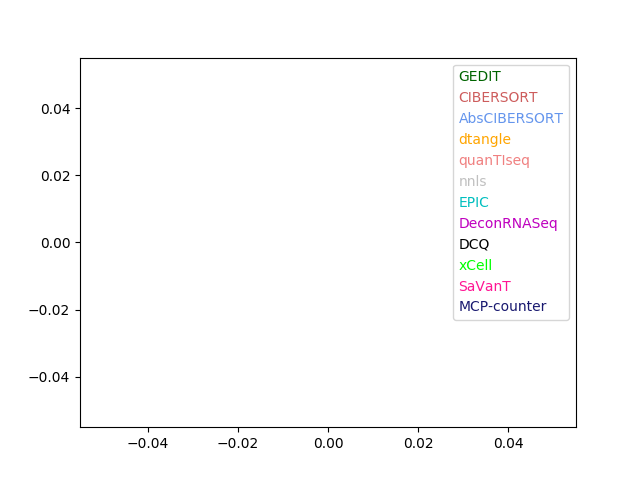 GEDIT
CIBERSORT
AbsCIBERSORT
dtangle
quanTIseq
nnls
EPIC
DeconRNASeq
DCQ
xCell
SaVanT
MCP-counter
0.04
0.02
0.00
−0.02
−0.04
−0.04 −0.02 0.00 0.02 0.04